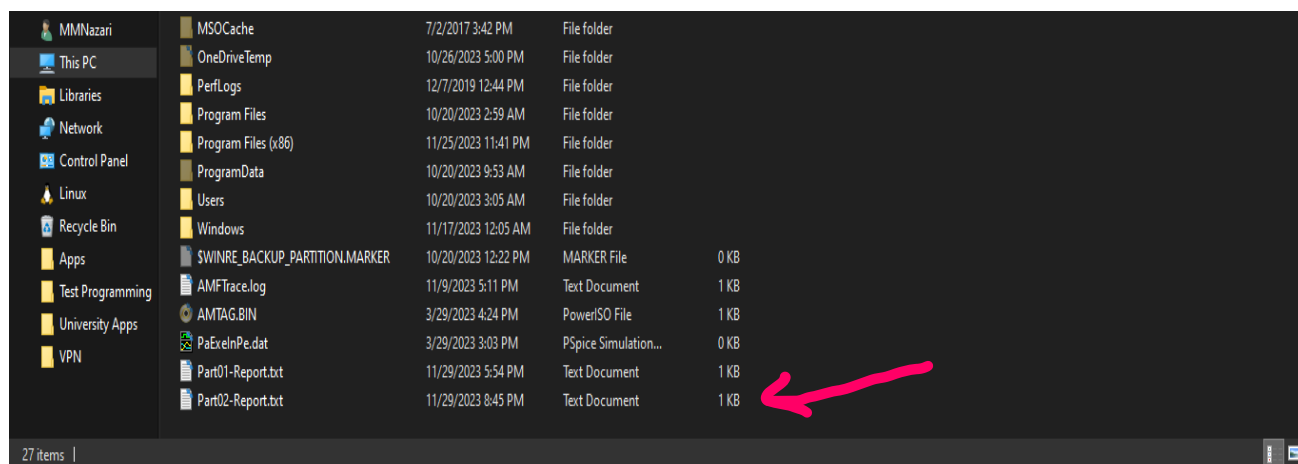 MMNazari
This PC
Libraries
Network
Control Panel
Linux
Recycle Bin
Apps
Test Programming
University Apps
VPN
MSOCache 7/2/2017 3:42 PM File folder
OneDriveTemp 10/26/2023 5:00 PM File folder
PerfLogs 12/7/2019 12:44 PM File folder
Program Files 10/20/2023 2:59 AM File folder
Program Files (x86) 11/25/2023 11:41 PM File folder
ProgramData 10/20/2023 9:53 AM File folder
Users 10/20/2023 3:05 AM File folder
Windows 11/17/2023 12:05 AM File folder
$WINRE_BACKUP_PARTITION.MARKER 10/20/2023 12:22 PM MARKER File 0 KB
AMFTrace.log 11/9/2023 5:11 PM Text Document 1 KB
AMTAG.BIN 3/29/2023 4:24 PM PowerISO File 1 KB
PaExeInPe.dat 3/29/2023 3:03 PM PSpice Simulation... 0 KB
Part01-Report.txt 11/29/2023 5:54 PM Text Document 1 KB
Part02-Report.txt 11/29/2023 8:45 PM Text Document 1 KB
27 items